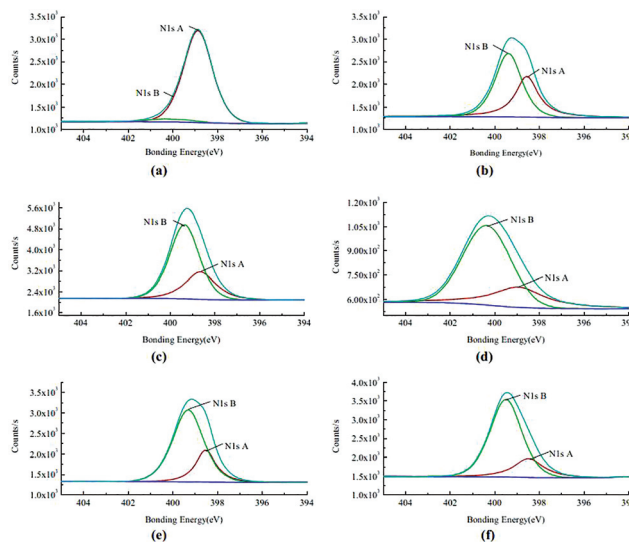 3.5x10³
3.0x10³
2.5x10³
2.0x10³
1.5x10³
1.0x10³
Counts/s
N1s A
N1s B
404 402 400 398 396 394
Bonding Energy(eV)
(a)
3.5x10³
3.0x10³
2.5x10³
2.0x10³
1.5x10³
1.0x10³
Counts/s
N1s B
N1s A
404 402 400 398 396
Bonding Energy(eV)
(b)
5.6x10³
4.8x10³
4.0x10³
3.2x10³
2.4x10³
1.6x10³
Counts/s
N1s B
N1s A
404 402 400 398 396 394
Bonding Energy(eV)
(c)
1.20x10³
1.05x10³
9.00x10²
7.50x10²
6.00x10²
Counts/s
N1s B
N1s A
404 402 400 398 396
Bonding Energy(eV)
(d)
3.5x10³
3.0x10³
2.5x10³
2.0x10³
1.5x10³
1.0x10³
Counts/s
N1s B
N1s A
404 402 400 398 396 394
Bonding Energy(eV)
(e)
4.0x10³
3.5x10³
3.0x10³
2.5x10³
2.0x10³
1.5x10³
1.0x10³
Counts/s
N1s B
N1s A
404 402 400 398 396
Bonding Energy(eV)
(f)